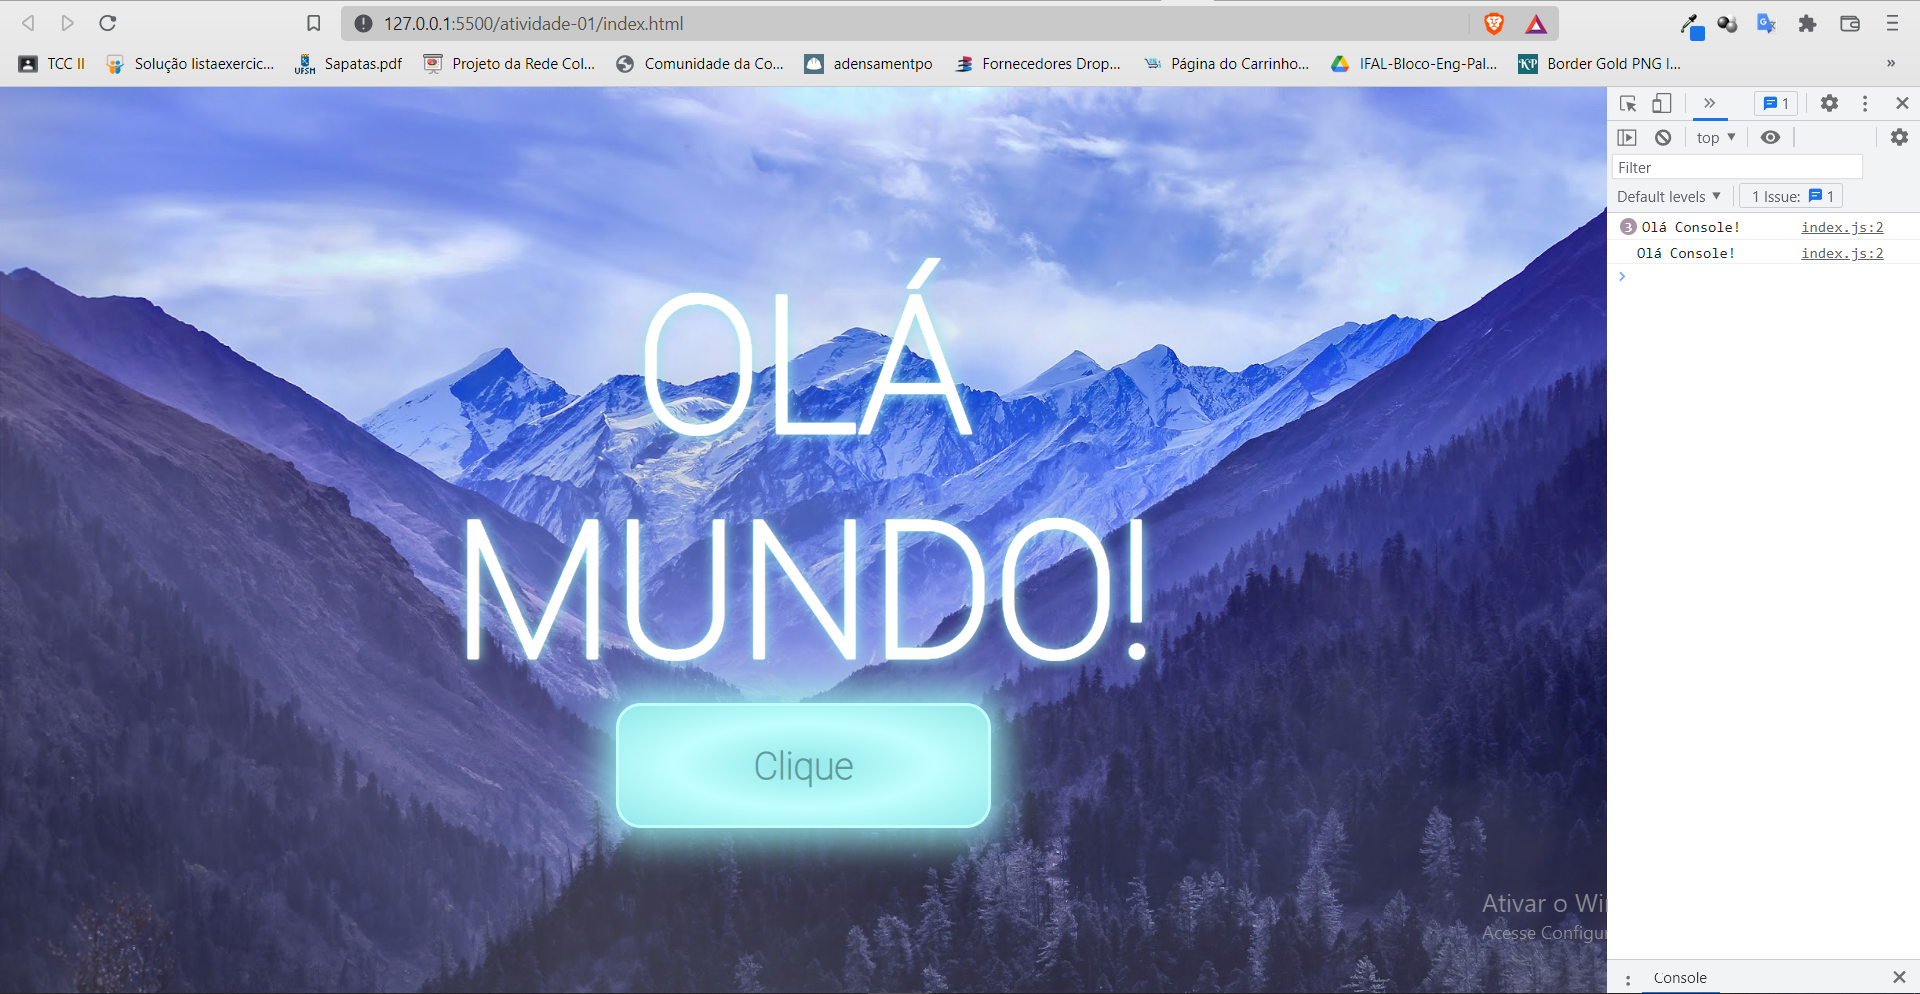 127.0.0.1:5500/atividade-01/index.html
TCC II
Solução listaexercic...
UFSM
Sapatas.pdf
Projeto da Rede Col...
Comunidade da Co...
adensamentpo
Fornecedores Drop...
Página do Carrinho...
IFAL-Bloco-Eng-Pal...
Border Gold PNG I...
»
1
top
Filter
Default levels
1 Issue: 1
3 Olá Console! index.js:2
Olá Console! index.js:2
OLÁ
MUNDO!
Clique
Ativar o Wi
Acesse Configu
Console